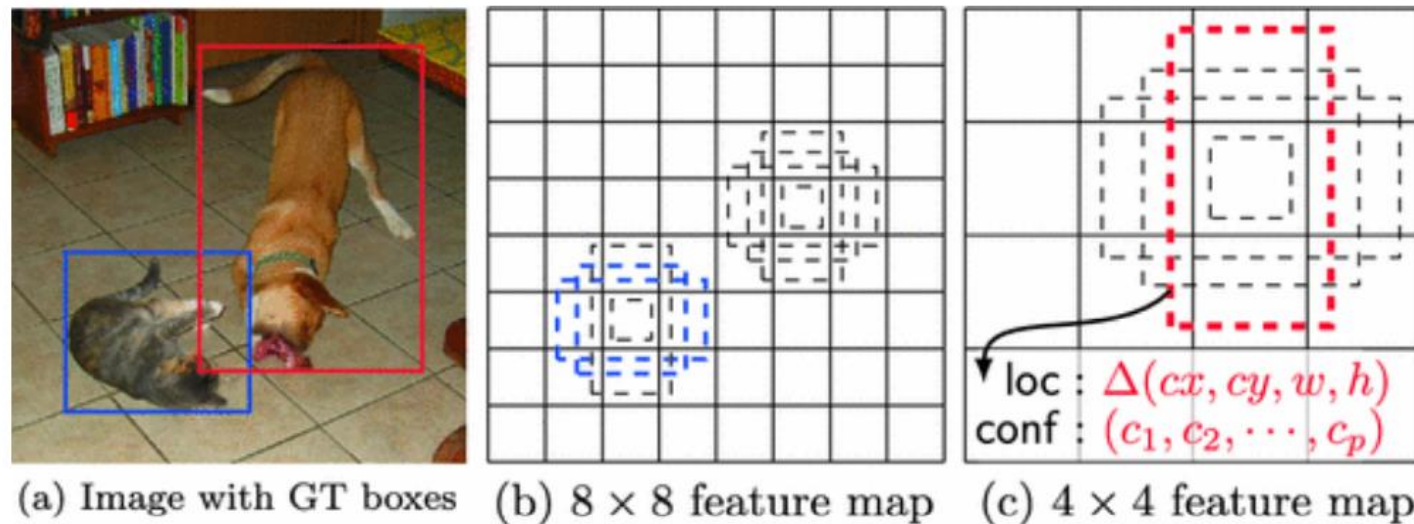 loc : Δ(cx, cy, w, h)
conf : (c₁, c₂, ⋯, cₚ)
(a) Image with GT boxes (b) 8 × 8 feature map (c) 4 × 4 feature map